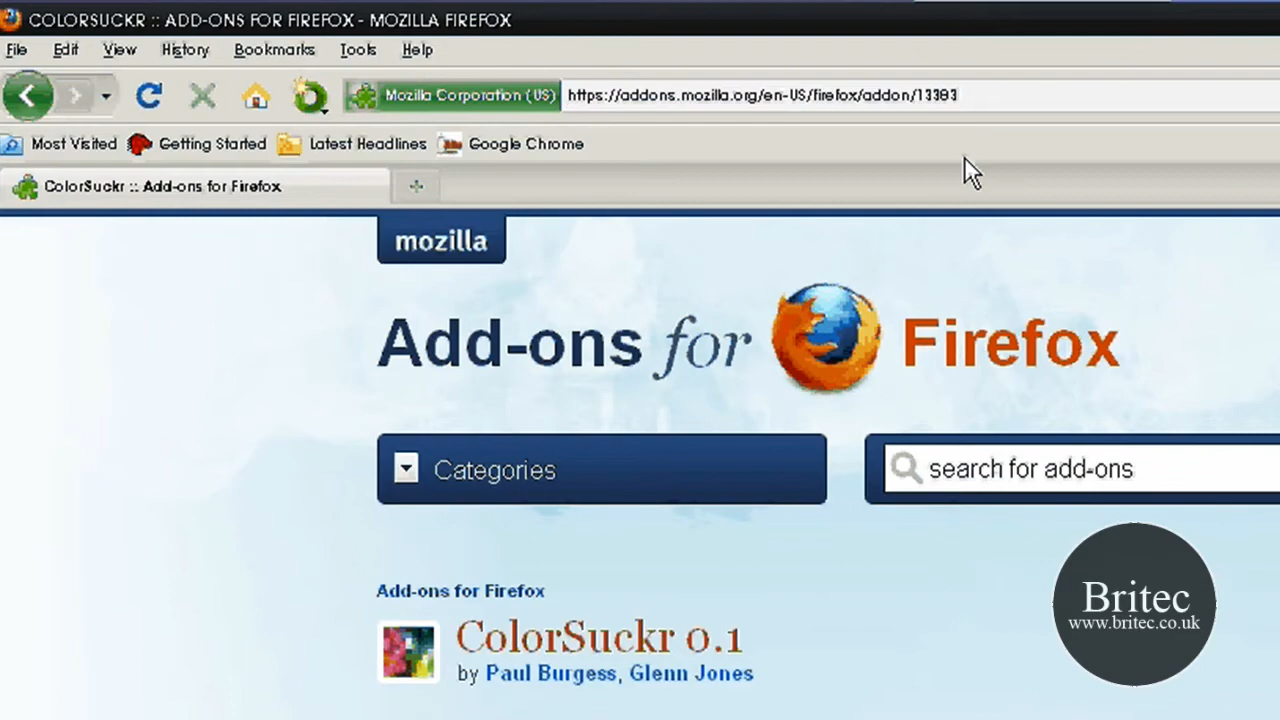 COLORSUCKR :: ADD-ONS FOR FIREFOX - MOZILLA FIREFOX
File Edit View History Bookmarks Tools Help
Mozilla Corporation (US) https://addons.mozilla.org/en-US/firefox/addon/13393
Most Visited Getting Started Latest Headlines Google Chrome
ColorSuckr :: Add-ons for Firefox
mozilla
Add-ons for Firefox
Categories
search for add-ons
Add-ons for Firefox
ColorSuckr 0.1
by Paul Burgess, Glenn Jones
Britec
www.britec.co.uk